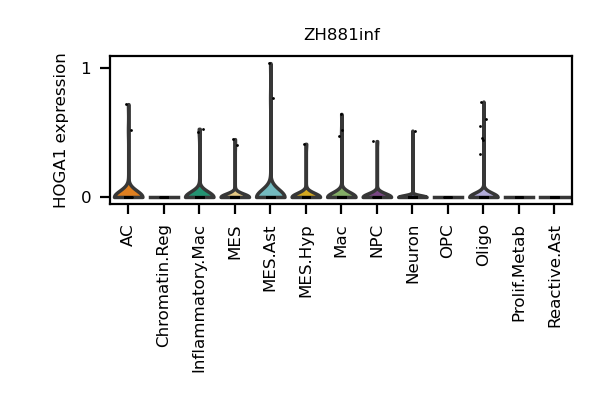 ZH881inf
HOGA1 expression
1
0
AC
Chromatin.Reg
Inflammatory.Mac
MES
MES.Ast
MES.Hyp
Mac
NPC
Neuron
OPC
Oligo
Prolif.Metab
Reactive.Ast